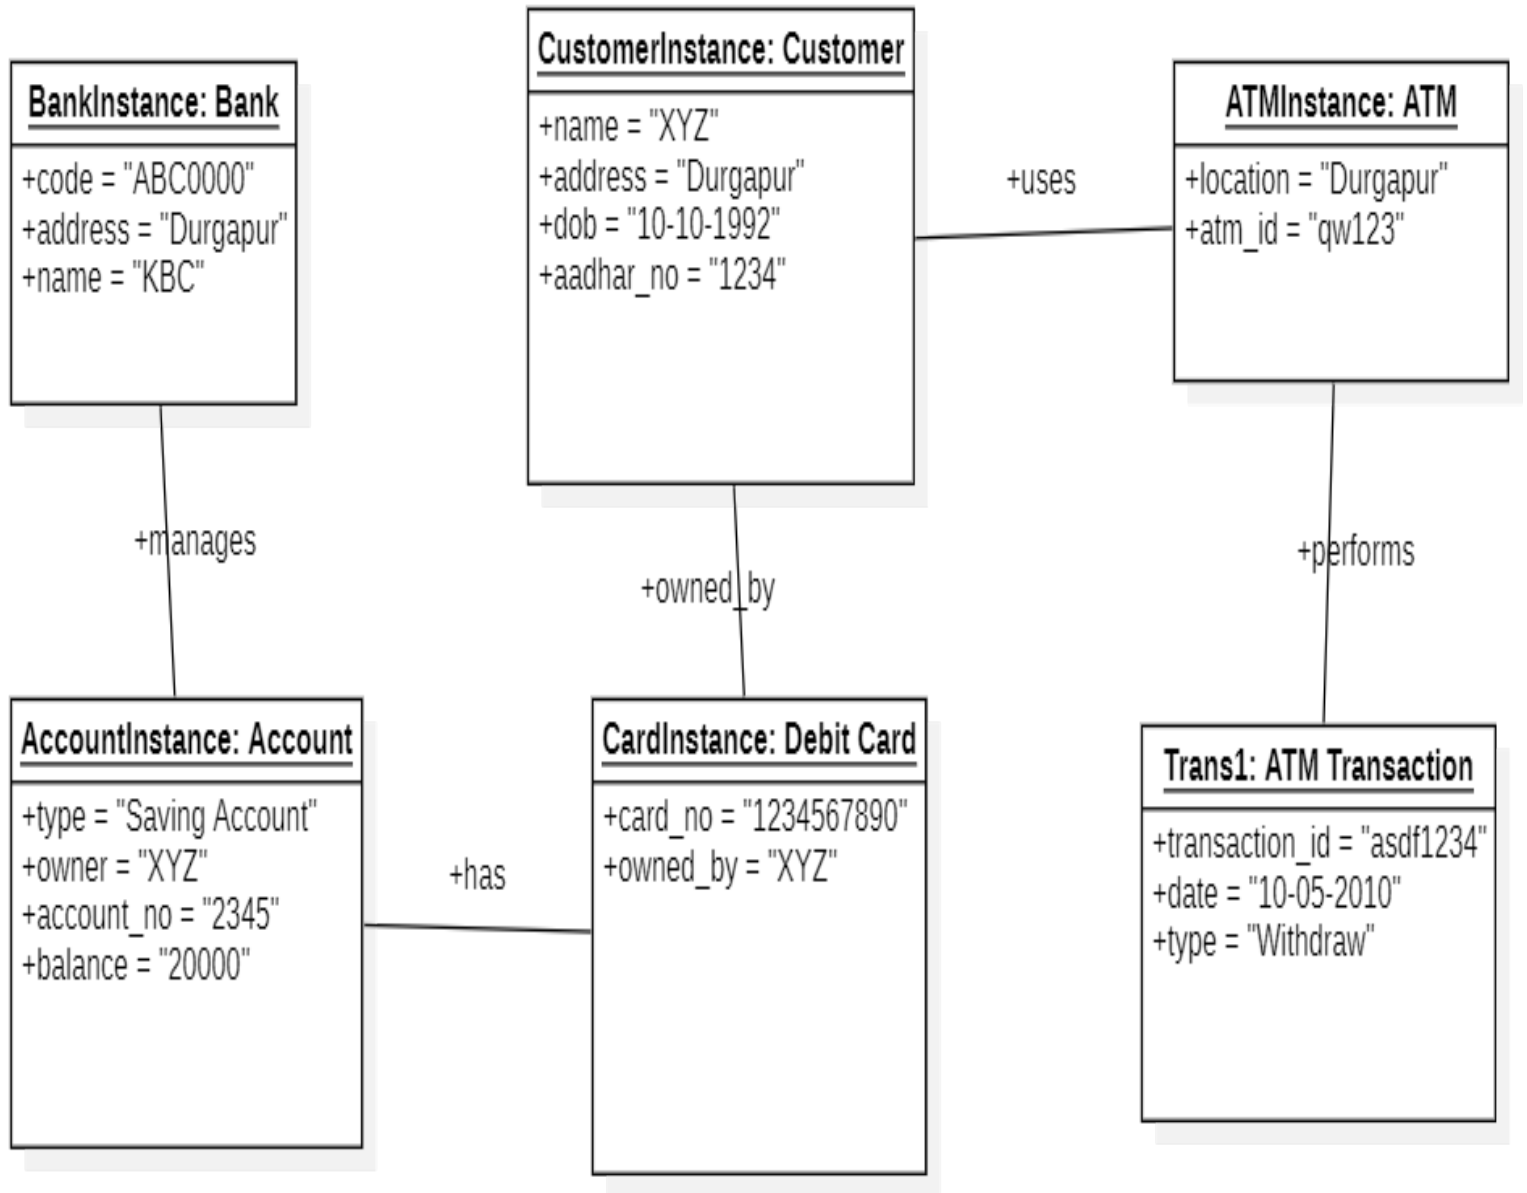 BankInstance: Bank
+code = "ABC0000"
+address = "Durgapur"
+name = "KBC"
CustomerInstance: Customer
+name = "XYZ"
+address = "Durgapur"
+dob = "10-10-1992"
+aadhar_no = "1234"
+uses
ATMInstance: ATM
+location = "Durgapur"
+atm_id = "qw123"
+manages
+owned_by
+performs
AccountInstance: Account
+type = "Saving Account"
+owner = "XYZ"
+account_no = "2345"
+balance = "20000"
+has
CardInstance: Debit Card
+card_no = "1234567890"
+owned_by = "XYZ"
Trans1: ATM Transaction
+transaction_id = "asdf1234"
+date = "10-05-2010"
+type = "Withdraw"